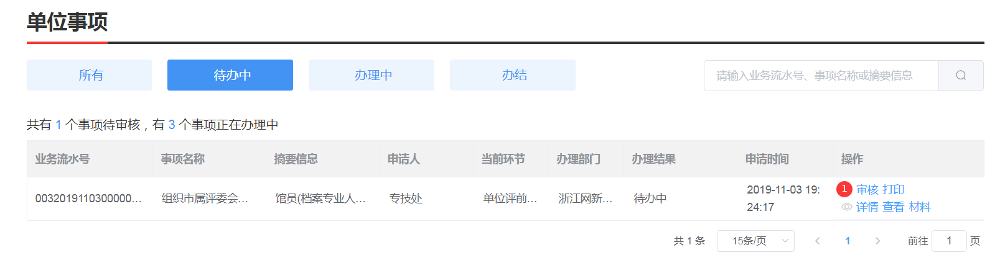 单位事项
所有 待办中 办理中 办结 请输入业务流水号、事项名称或摘要信息
共有 1 个事项待审核，有 3 个事项正在办理中
业务流水号 事项名称 摘要信息 申请人 当前环节 办理部门 办理结果 申请时间 操作
0032019110300000... 组织市属评委会... 馆员(档案专业人... 专技处 单位评前... 浙江网新... 待办中 2019-11-03 19:24:17 1 审核 打印
详情 查看 材料
共 1 条 15条/页 1 前往 1 页